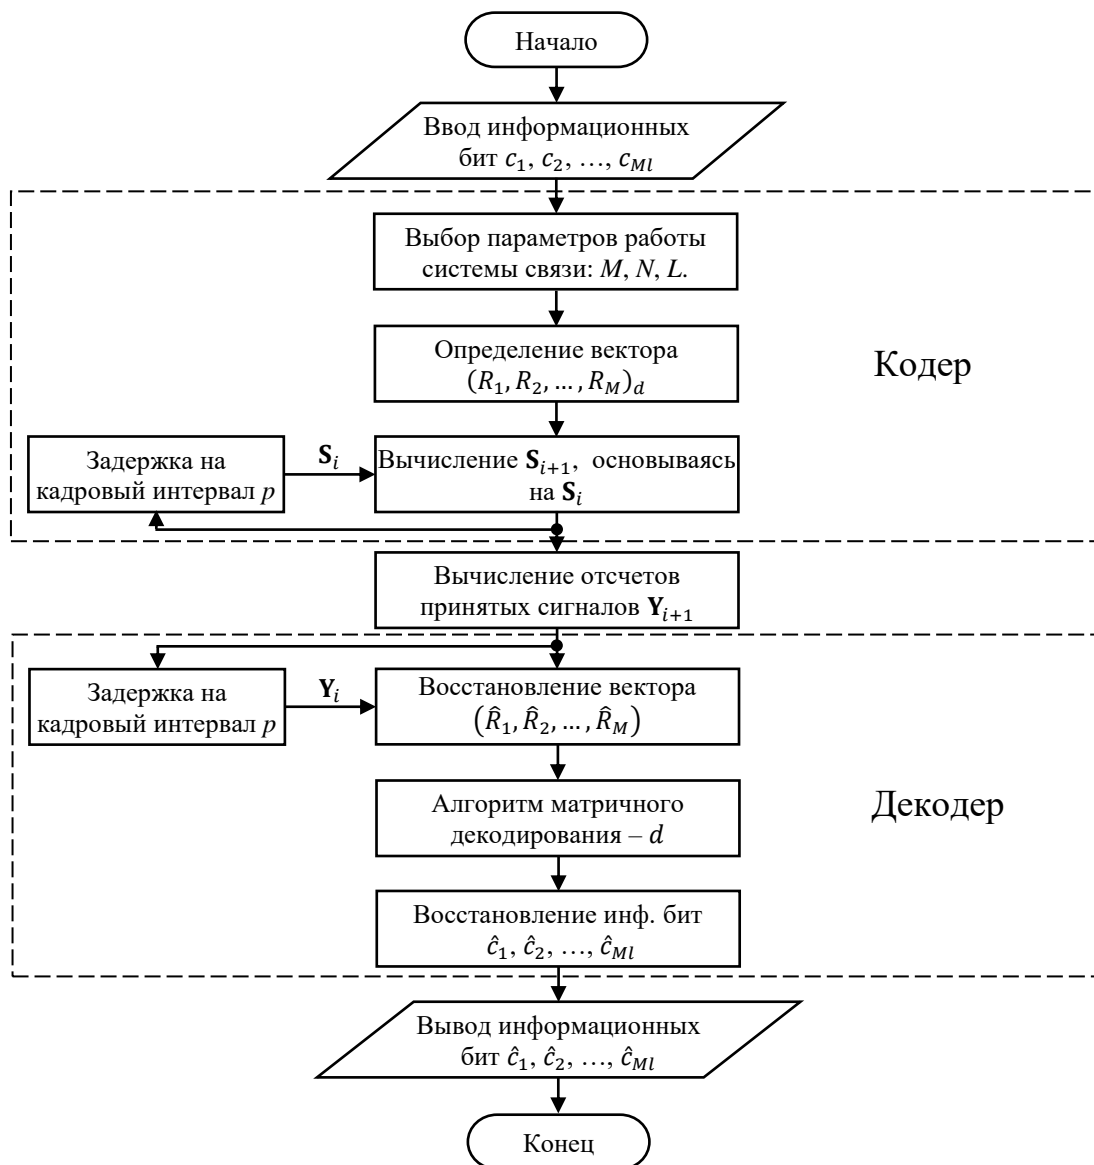 Начало
Ввод информационных
бит c₁, c₂, …, c_Ml
Выбор параметров работы
системы связи: M, N, L.
Определение вектора
(R₁, R₂, … , R_M)_d
Кодер
Задержка на
кадровый интервал p
S_i
Вычисление S_{i+1}, основываясь
на S_i
Вычисление отсчетов
принятых сигналов Y_{i+1}
Задержка на
кадровый интервал p
Y_i
Восстановление вектора
(R̂₁, R̂₂, … , R̂_M)
Алгоритм матричного
декодирования – d
Декодер
Восстановление инф. бит
ĉ₁, ĉ₂, …, ĉ_Ml
Вывод информационных
бит ĉ₁, ĉ₂, …, ĉ_Ml
Конец